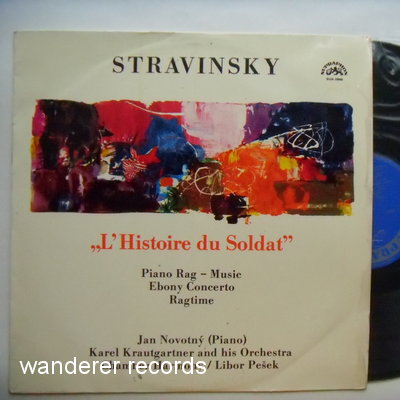 STRAVINSKY
SUPRAPHON
„L'Histoire du Soldat”
Piano Rag – Music
Ebony Concerto
Ragtime
Jan Novotný (Piano)
Karel Krautgartner and his Orchestra
/ Libor Pešek
wanderer records